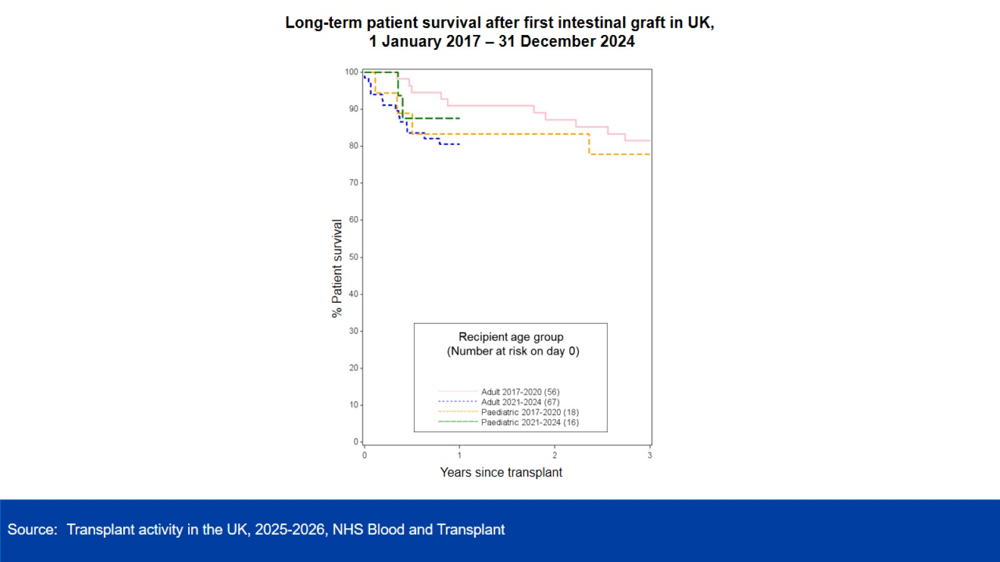 Long-term patient survival after first intestinal graft in UK,
1 January 2017 – 31 December 2024
100
90
80
70
60
50
40
30
20
10
0
% Patient survival
Recipient age group
(Number at risk on day 0)
Adult 2017-2020 (56)
Adult 2021-2024 (67)
Paediatric 2017-2020 (18)
Paediatric 2021-2024 (16)
0 1 2 3
Years since transplant
Source: Transplant activity in the UK, 2025-2026, NHS Blood and Transplant